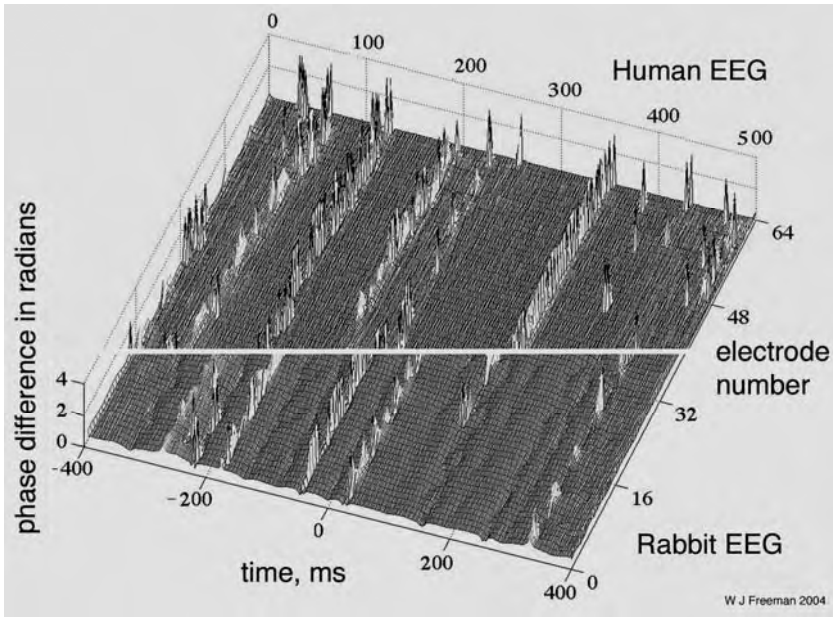 0
100
200
300
400
500
Human EEG
64
48
electrode
number
32
16
0
phase difference in radians
4
2
0
-400
-200
0
200
400
time, ms
Rabbit EEG
W J Freeman 2004